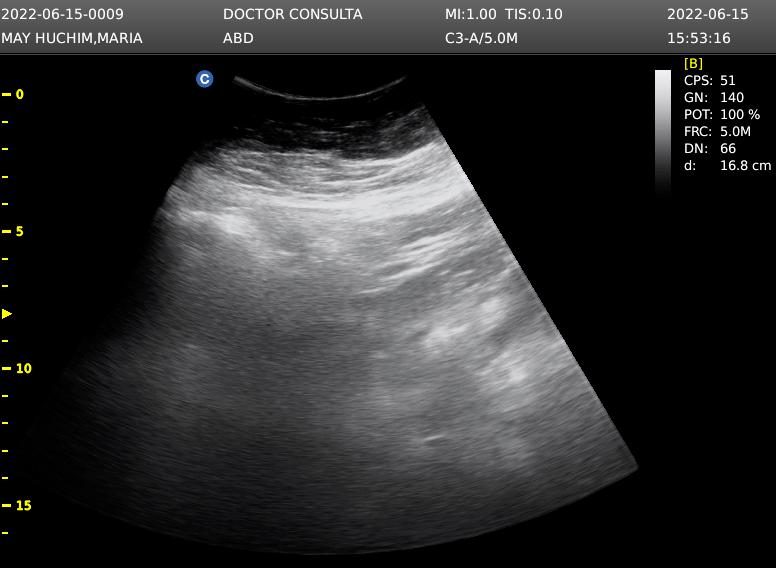 2022-06-15-0009 DOCTOR CONSULTA MI:1.00 TIS:0.10 2022-06-15
MAY HUCHIM,MARIA ABD C3-A/5.0M 15:53:16
[B]
C
CPS: 51
0
GN: 140
POT: 100 %
FRC: 5.0M
DN: 66
d: 16.8 cm
5
10
15